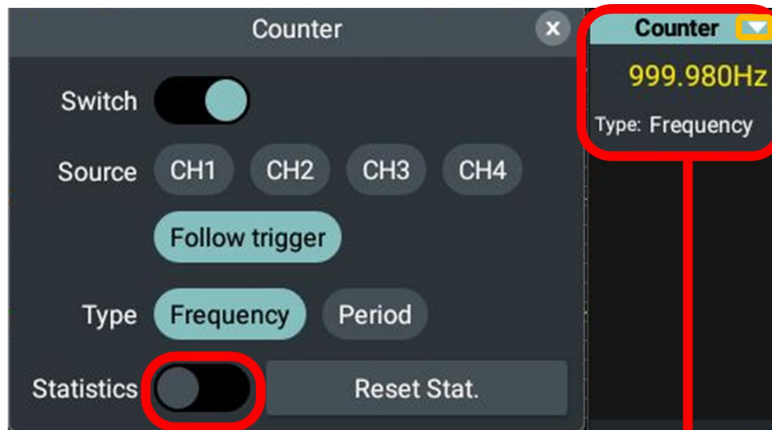 Counter x
Switch
Source CH1 CH2 CH3 CH4
Follow trigger
Type Frequency Period
Statistics Reset Stat.
Counter
999.980Hz
Type: Frequency